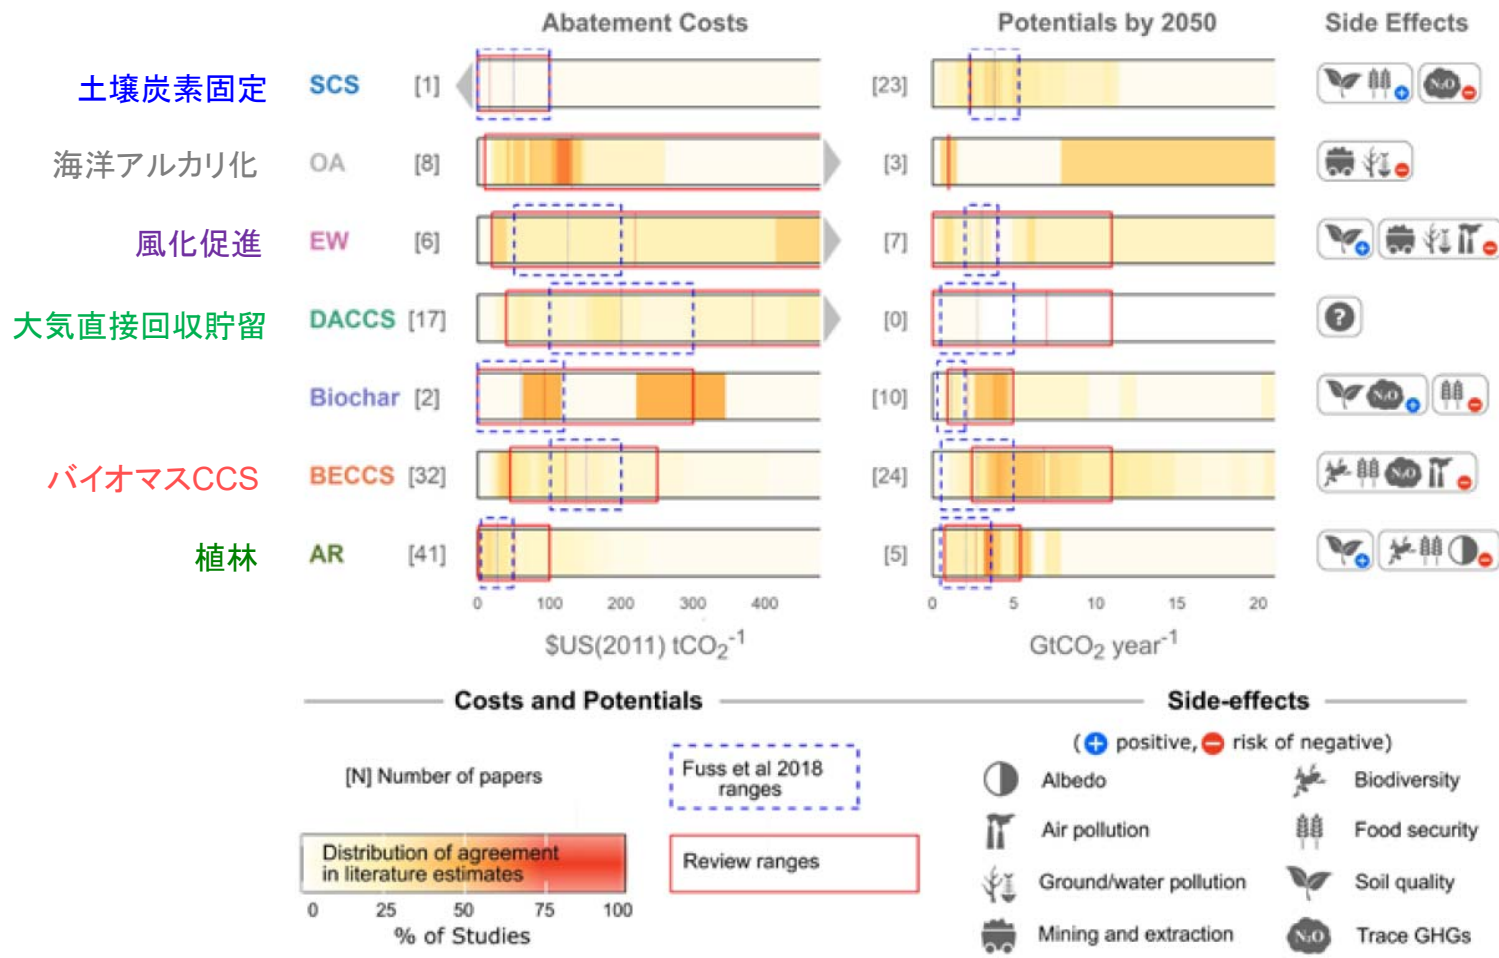 Abatement Costs
Potentials by 2050
Side Effects
土壌炭素固定 SCS [1] [23]
N₂O
海洋アルカリ化 OA [8] [3]
風化促進 EW [6] [7]
大気直接回収貯留 DACCS [17] [0] ?
Biochar [2] [10]
N₂O
バイオマスCCS BECCS [32] [24]
N₂O
植林 AR [41] [5]
0 100 200 300 400
0 5 10 15 20
$US(2011) tCO₂⁻¹
GtCO₂ year⁻¹
Costs and Potentials
Side-effects
(+ positive, − risk of negative)
[N] Number of papers
Fuss et al 2018
ranges
Distribution of agreement
in literature estimates
0 25 50 75 100
% of Studies
Review ranges
Albedo
Biodiversity
Air pollution
Food security
Ground/water pollution
Soil quality
Mining and extraction
N₂O Trace GHGs